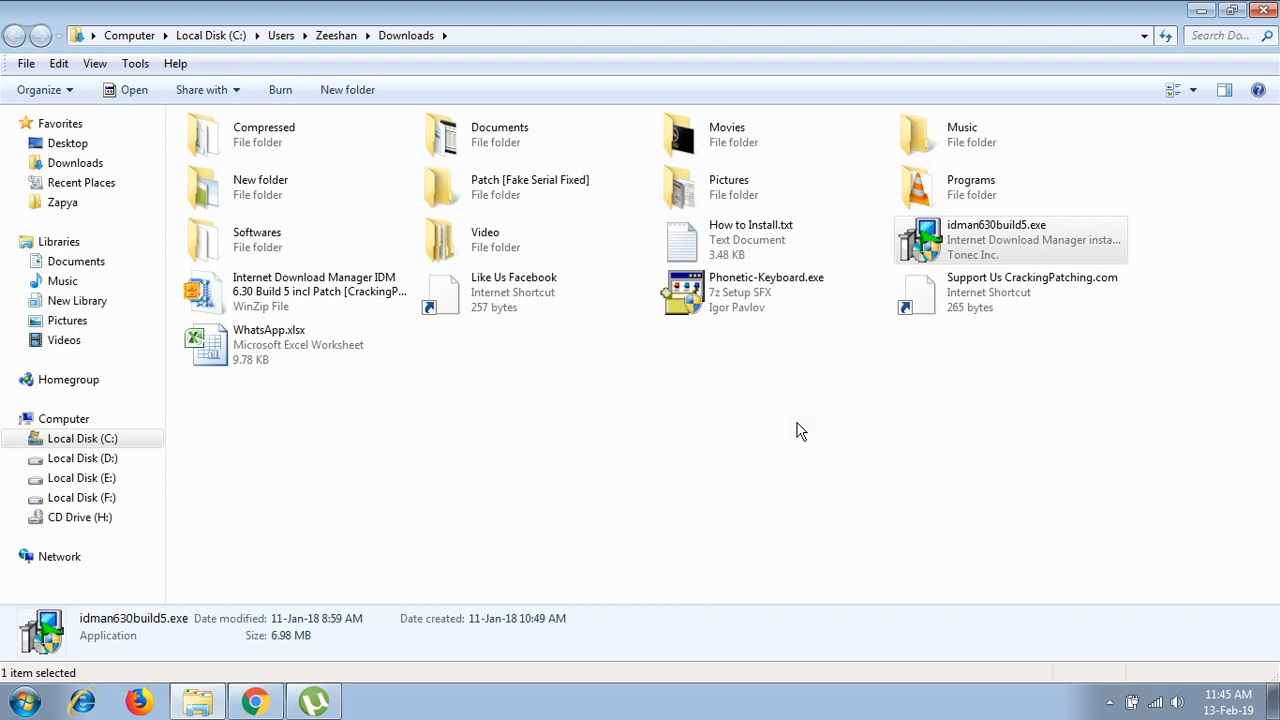 Computer Local Disk (C:) Users Zeeshan Downloads
Search Do...
File Edit View Tools Help
Organize Open Share with Burn New folder
Favorites
Desktop
Downloads
Recent Places
Zapya
Libraries
Documents
Music
New Library
Pictures
Videos
Homegroup
Computer
Local Disk (C:)
Local Disk (D:)
Local Disk (E:)
Local Disk (F:)
CD Drive (H:)
Network
Compressed
File folder
Documents
File folder
Movies
File folder
Music
File folder
New folder
File folder
Patch [Fake Serial Fixed]
File folder
Pictures
File folder
Programs
File folder
Softwares
File folder
Video
File folder
How to Install.txt
Text Document
3.48 KB
idman630build5.exe
Internet Download Manager insta...
Tonec Inc.
Internet Download Manager IDM
6.30 Build 5 incl Patch [CrackingP...
WinZip File
Like Us Facebook
Internet Shortcut
257 bytes
Phonetic-Keyboard.exe
7z Setup SFX
Igor Pavlov
Support Us CrackingPatching.com
Internet Shortcut
265 bytes
WhatsApp.xlsx
Microsoft Excel Worksheet
9.78 KB
idman630build5.exe Date modified: 11-Jan-18 8:59 AM Date created: 11-Jan-18 10:49 AM
Application Size: 6.98 MB
1 item selected
11:45 AM
13-Feb-19